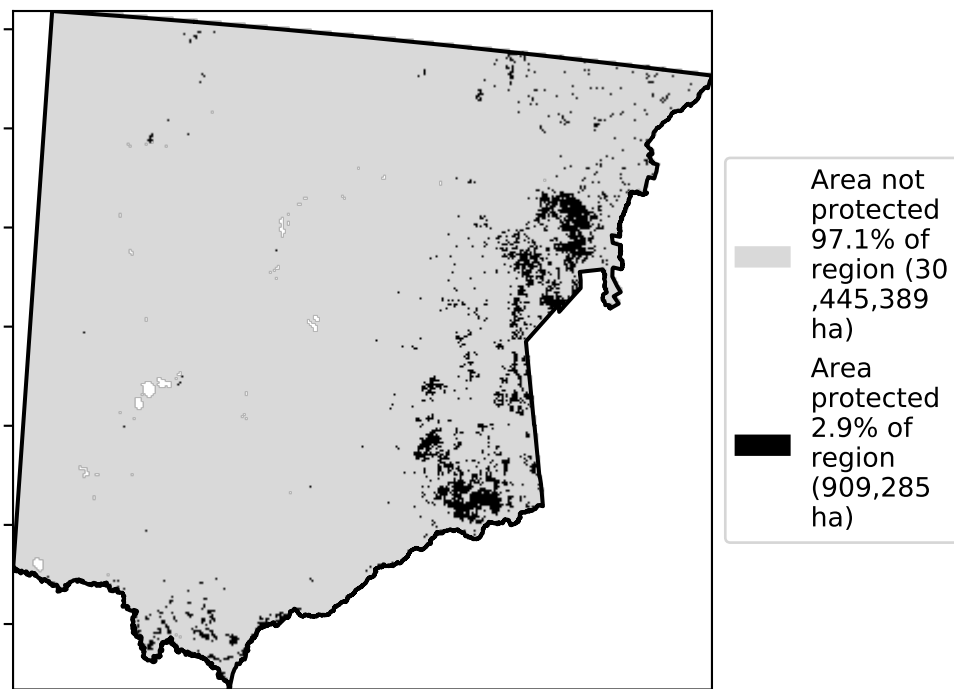 Area not
protected
97.1% of
region (30
,445,389
ha)
Area
protected
2.9% of
region
(909,285
ha)